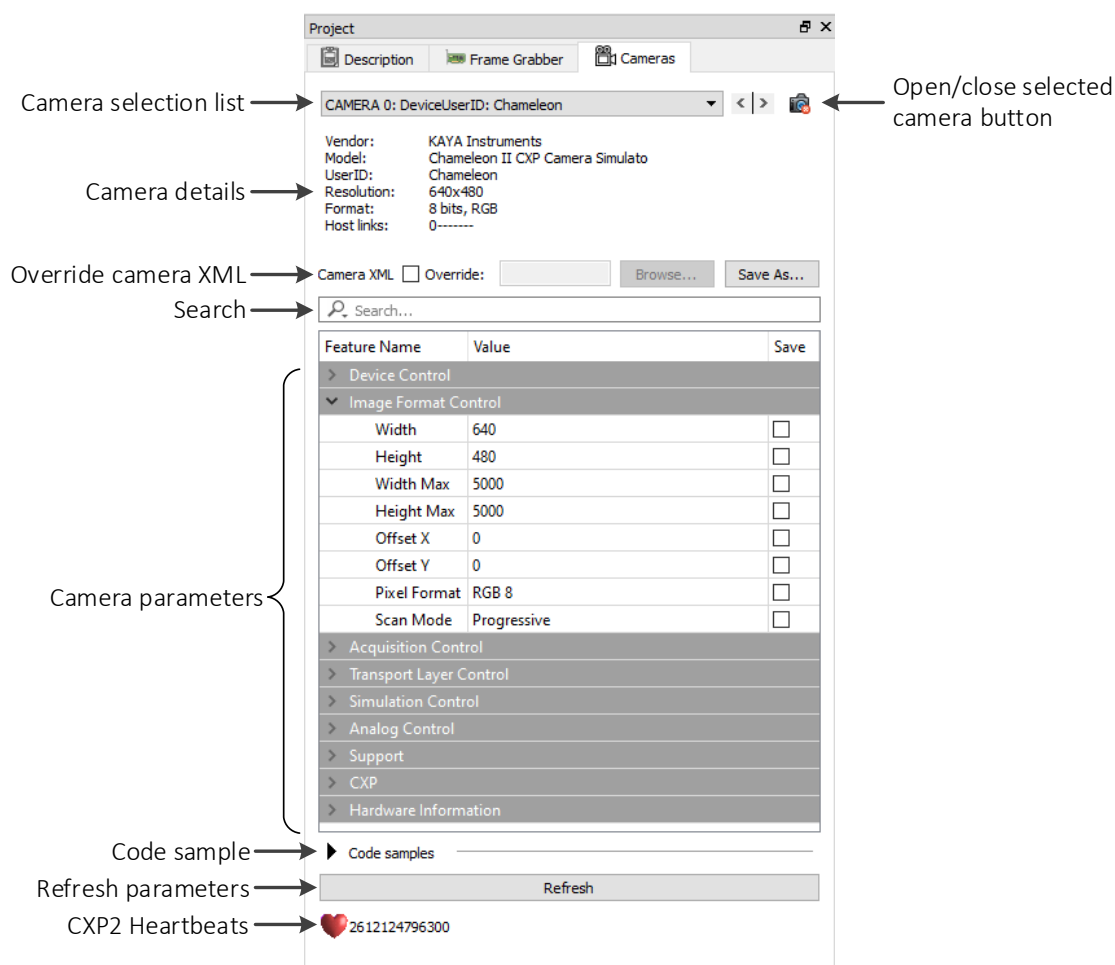 Project
Description
Frame Grabber
Cameras
Camera selection list
CAMERA 0: DeviceUserID: Chameleon
Open/close selected
camera button
Vendor: KAYA Instruments
Model: Chameleon II CXP Camera Simulato
UserID: Chameleon
Camera details
Resolution: 640x480
Format: 8 bits, RGB
Host links: 0-------
Override camera XML
Camera XML Override: Browse... Save As...
Search
Search...
Feature Name Value Save
Device Control
Image Format Control
Width 640
Height 480
Width Max 5000
Height Max 5000
Offset X 0
Offset Y 0
Camera parameters
Pixel Format RGB 8
Scan Mode Progressive
Acquisition Control
Transport Layer Control
Simulation Control
Analog Control
Support
CXP
Hardware Information
Code sample
Code samples
Refresh parameters
Refresh
CXP2 Heartbeats
2612124796300